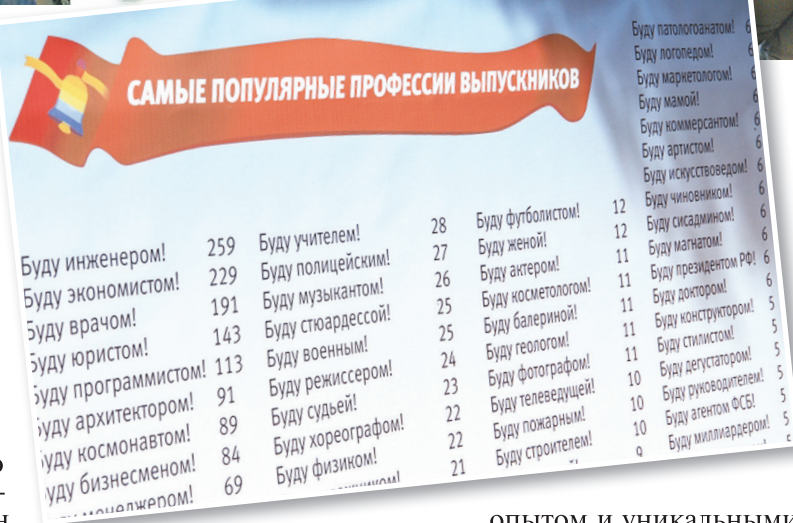 САМЫЕ ПОПУЛЯРНЫЕ ПРОФЕССИИ ВЫПУСКНИКОВ
Буду инженером! 259
Буду экономистом! 229
Буду врачом! 191
Буду юристом! 143
Буду программистом! 113
Буду архитектором! 91
Буду космонавтом! 89
Буду бизнесменом! 84
менеджером! 69
Буду учителем! 28
Буду полицейским! 27
Буду музыкантом! 26
Буду стюардессой! 25
Буду военным! 25
Буду режиссером! 24
Буду судьей! 23
Буду хореографом! 22
Буду физиком! 22
21
Буду футболистом! 12
Буду женой! 12
Буду актером! 11
Буду косметологом! 11
Буду балериной! 11
Буду геологом! 11
Буду фотографом! 11
Буду телеведущей! 10
Буду пожарным! 10
Буду строителем! 10
9
Буду патологоанатом! 6
Буду логопедом! 6
Буду маркетологом! 6
Буду мамой! 6
Буду коммерсантом! 6
Буду артистом! 6
Буду искусствоведом! 6
Буду чиновником! 6
Буду сисадмином! 6
Буду магнатом! 6
Буду президентом РФ! 6
Буду доктором! 6
Буду конструктором! 5
Буду стилистом! 5
Буду дегустатором! 5
Буду руководителем! 5
Буду агентом ФСБ! 5
Буду миллиардером! 5
опытом и уникальными